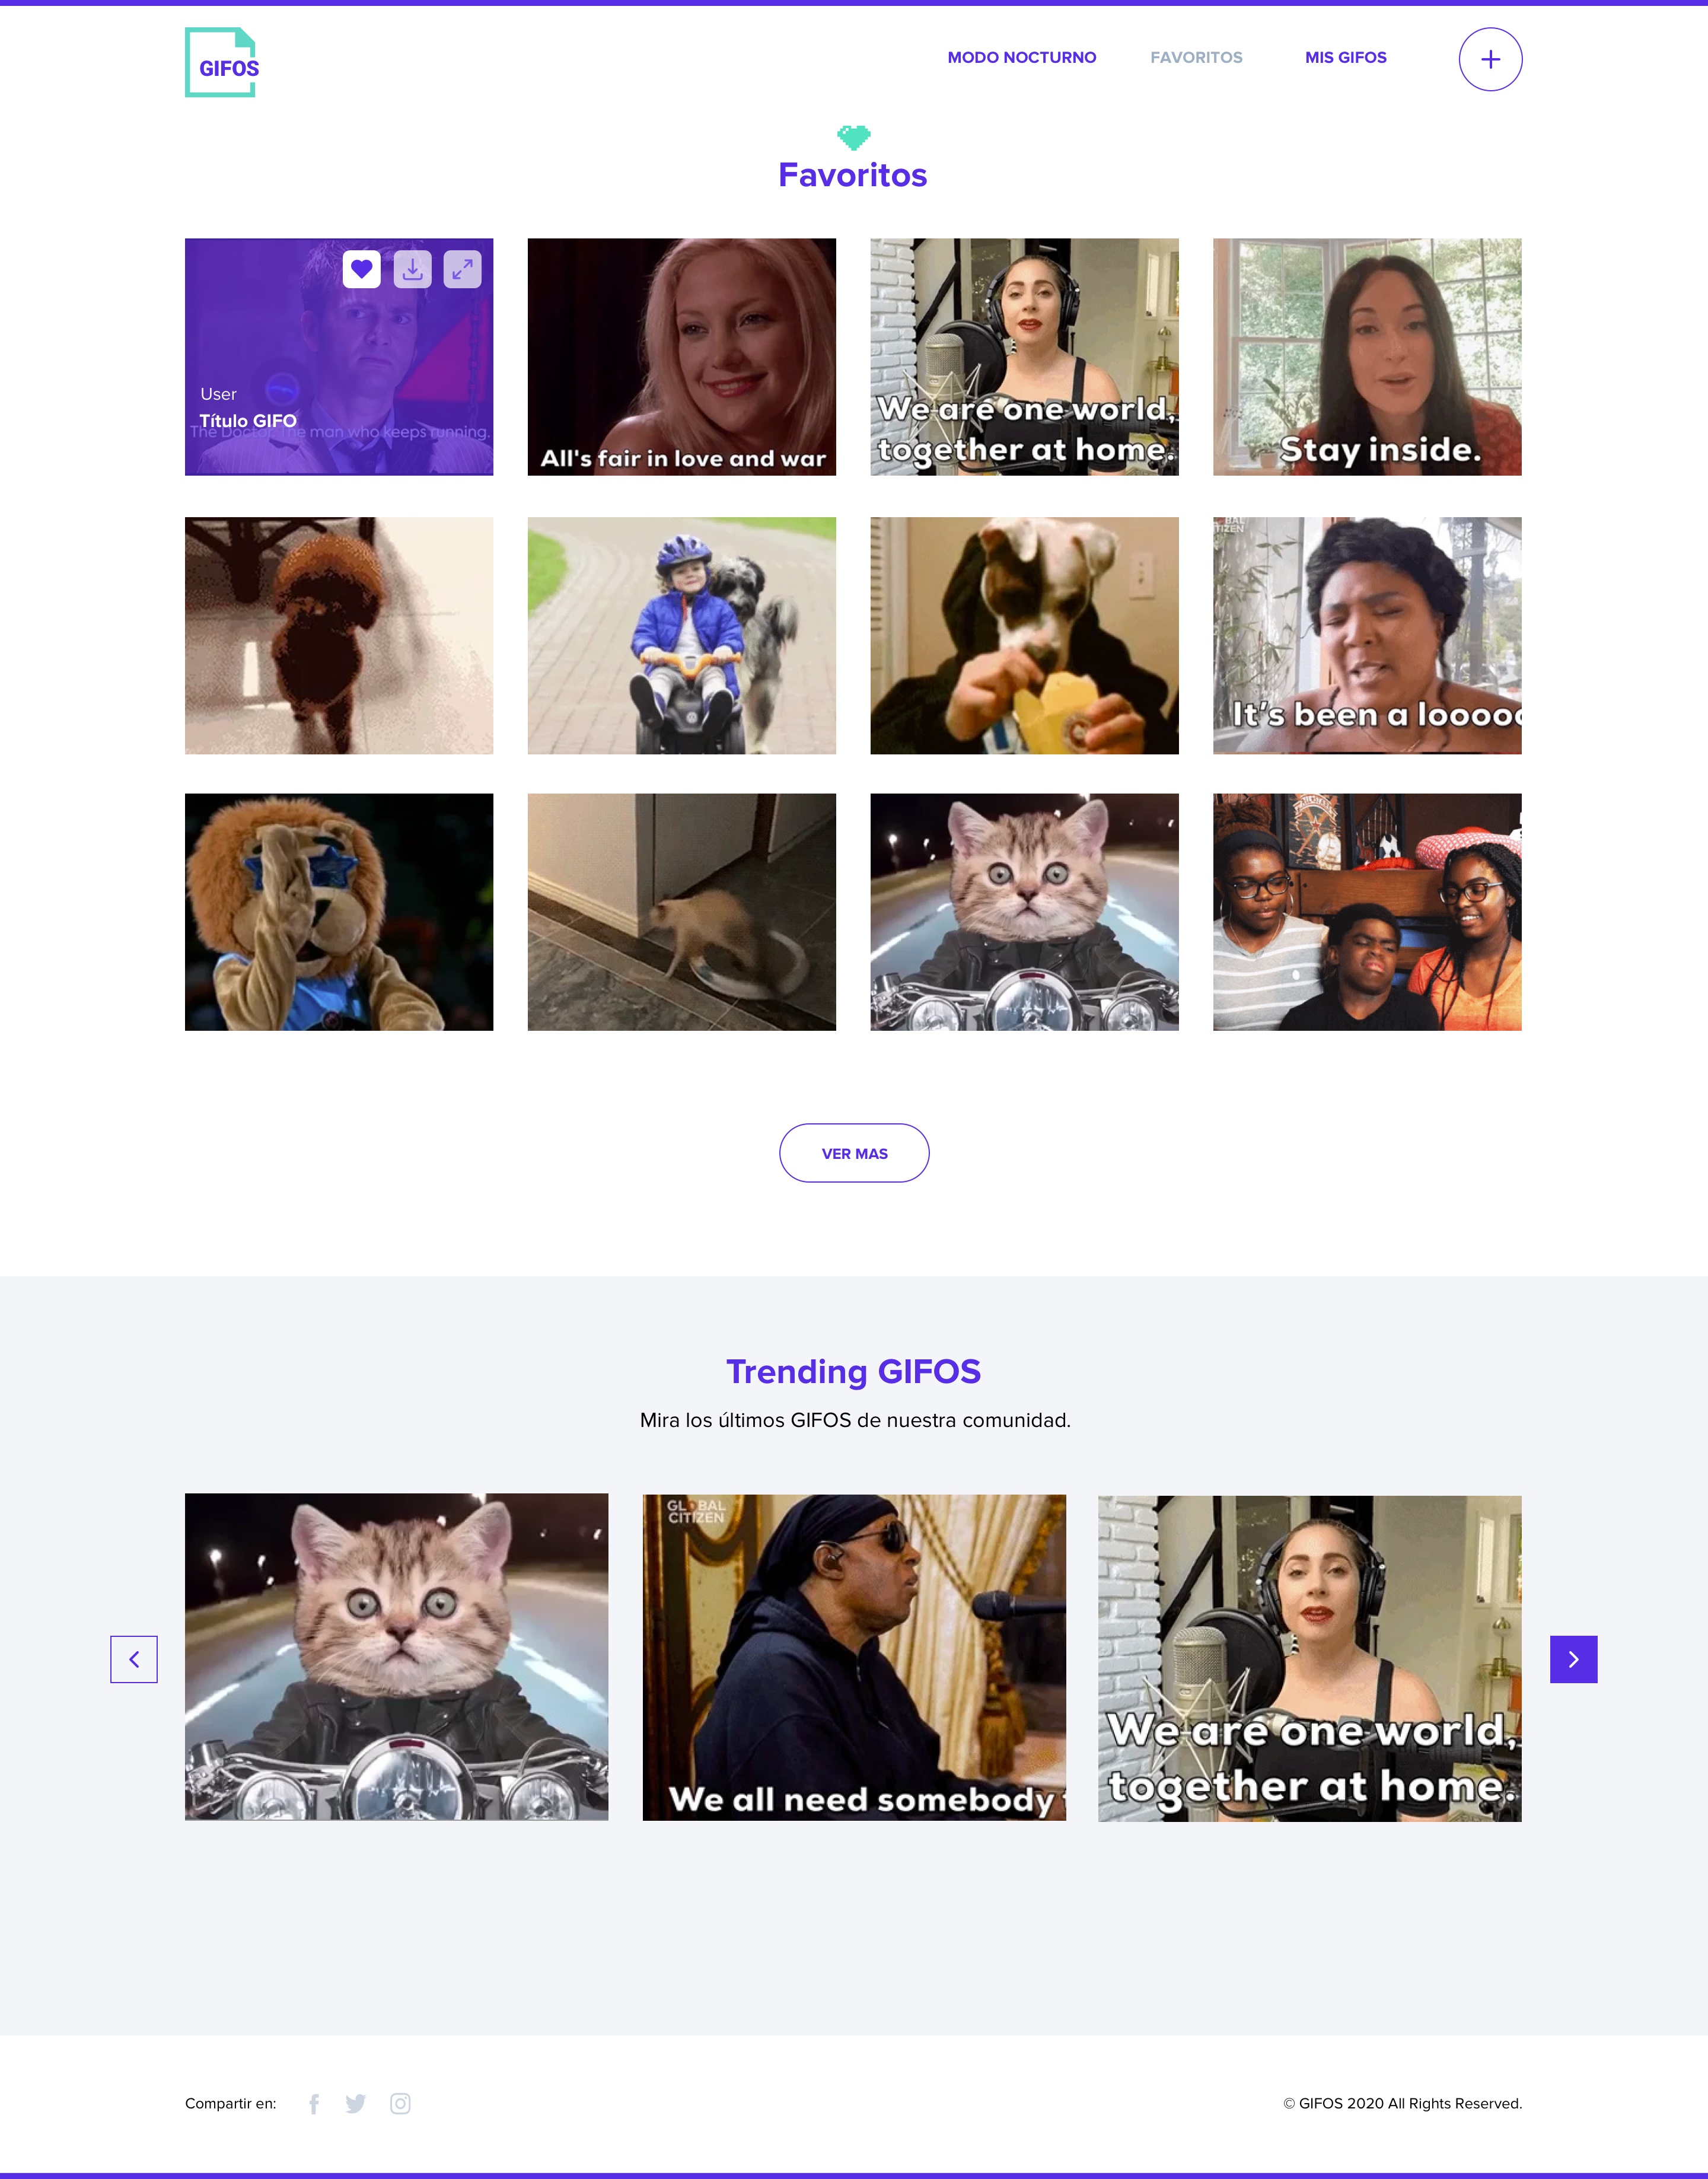 GIFOS
MODO NOCTURNO
FAVORITOS
MIS GIFOS
Favoritos
User
Título GIFO
The Doctor. The man who keeps running.
All's fair in love and war
We are one world,
together at home.
Stay inside.
It's been a looooo
VER MAS
Trending GIFOS
Mira los últimos GIFOS de nuestra comunidad.
GLOBAL
CITIZEN
We all need somebody
We are one world,
together at home.
Compartir en:
© GIFOS 2020 All Rights Reserved.